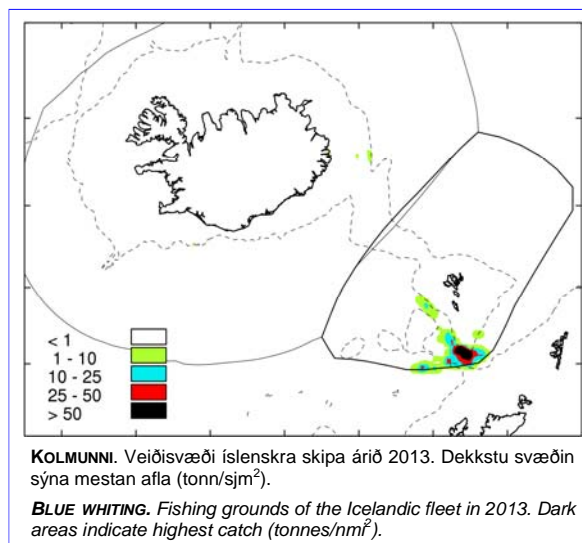 < 1
1 - 10
10 - 25
25 - 50
> 50
KOLMUNNI. Veiðisvæði íslenskra skipa árið 2013. Dekkstu svæðin
sýna mestan afla (tonn/sjm²).
BLUE WHITING. Fishing grounds of the Icelandic fleet in 2013. Dark
areas indicate highest catch (tonnes/nmi²).